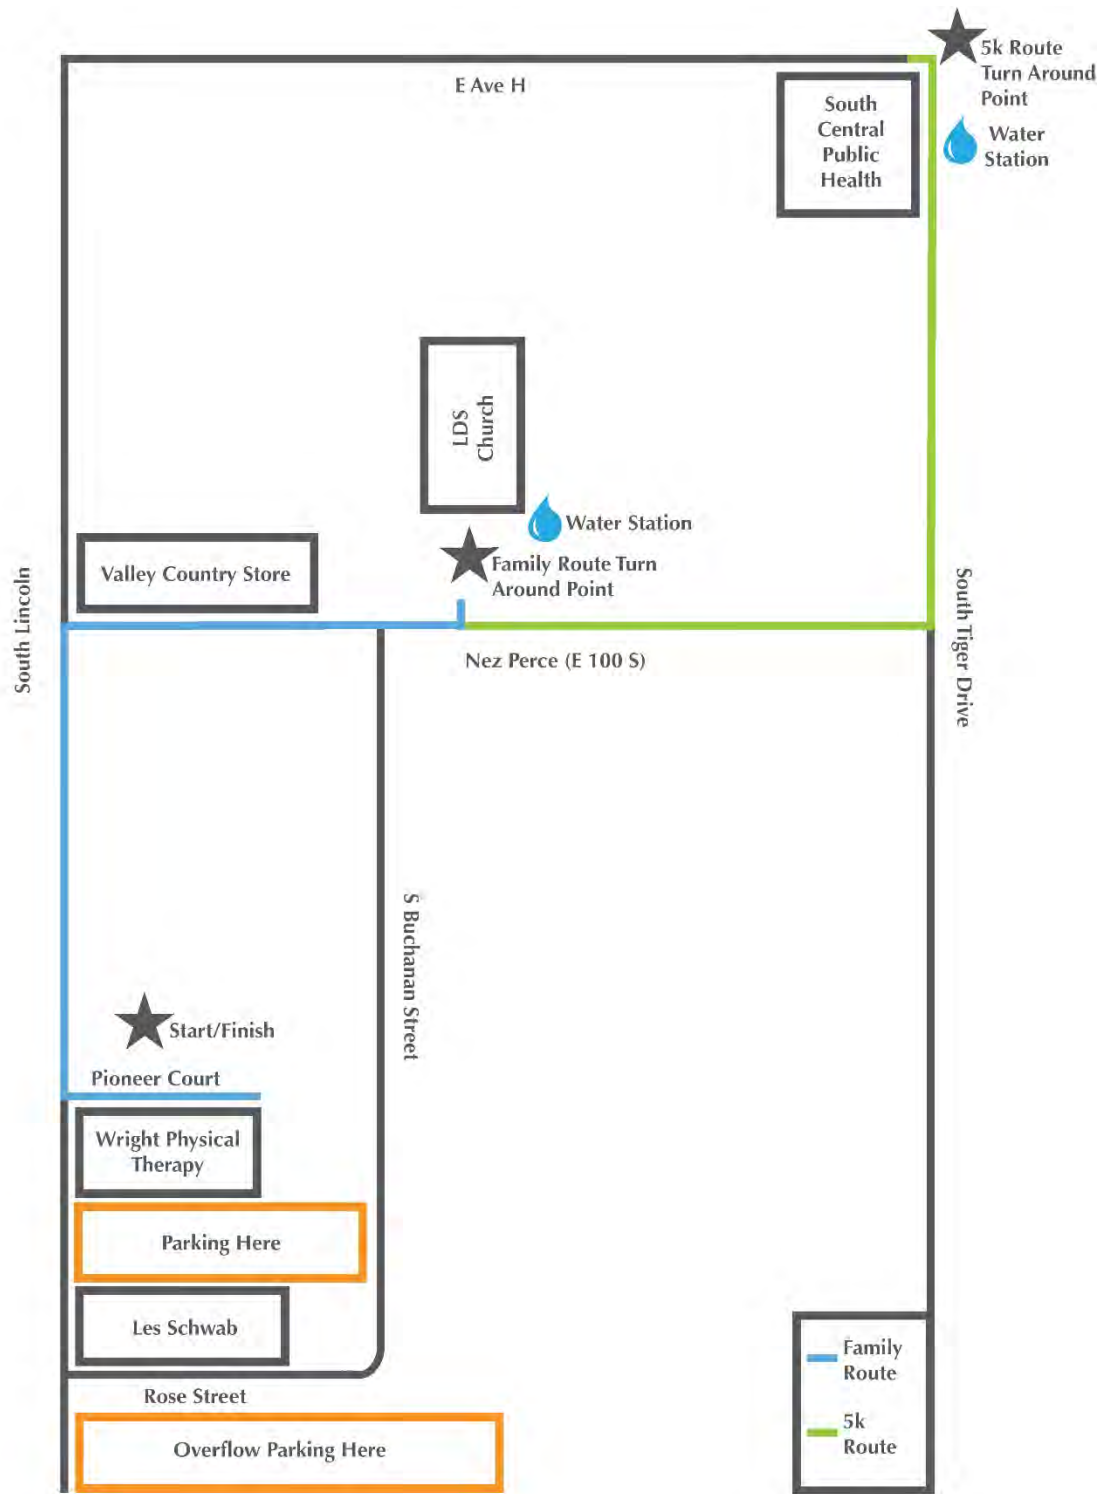 5k Route
Turn Around
Point
E Ave H
South
Central
Public
Health
Water
Station
LDS
Church
Water Station
Family Route Turn
Around Point
Valley Country Store
South Lincoln
South Tiger Drive
Nez Perce (E 100 S)
S Buchanan Street
Start/Finish
Pioneer Court
Wright Physical
Therapy
Parking Here
Les Schwab
Family
Route
Rose Street
5k
Route
Overflow Parking Here